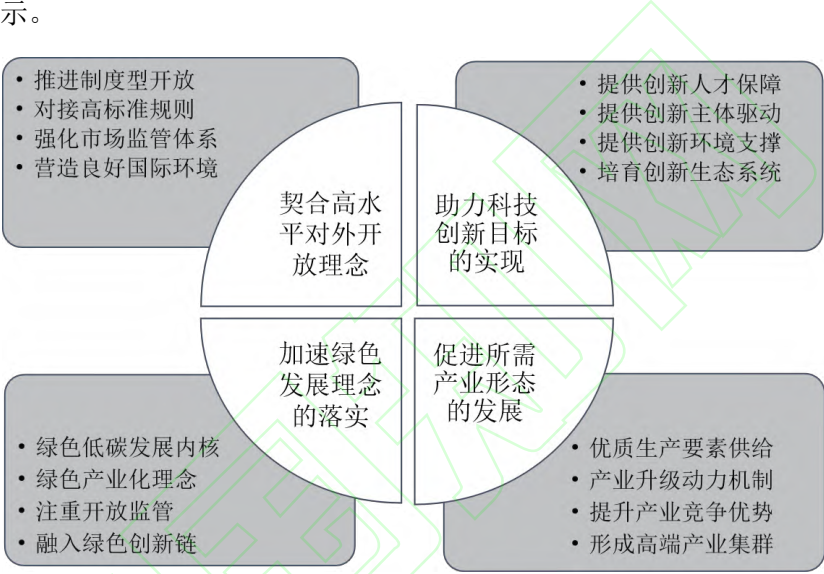 示。
• 推进制度型开放
• 对接高标准规则
• 强化市场监管体系
• 营造良好国际环境
• 提供创新人才保障
• 提供创新主体驱动
• 提供创新环境支撑
• 培育创新生态系统
契合高水
平对外开
放理念
助力科技
创新目标
的实现
加速绿色
发展理念
的落实
促进所需
产业形态
的发展
• 绿色低碳发展内核
• 绿色产业化理念
• 注重开放监管
• 融入绿色创新链
• 优质生产要素供给
• 产业升级动力机制
• 提升产业竞争优势
• 形成高端产业集群